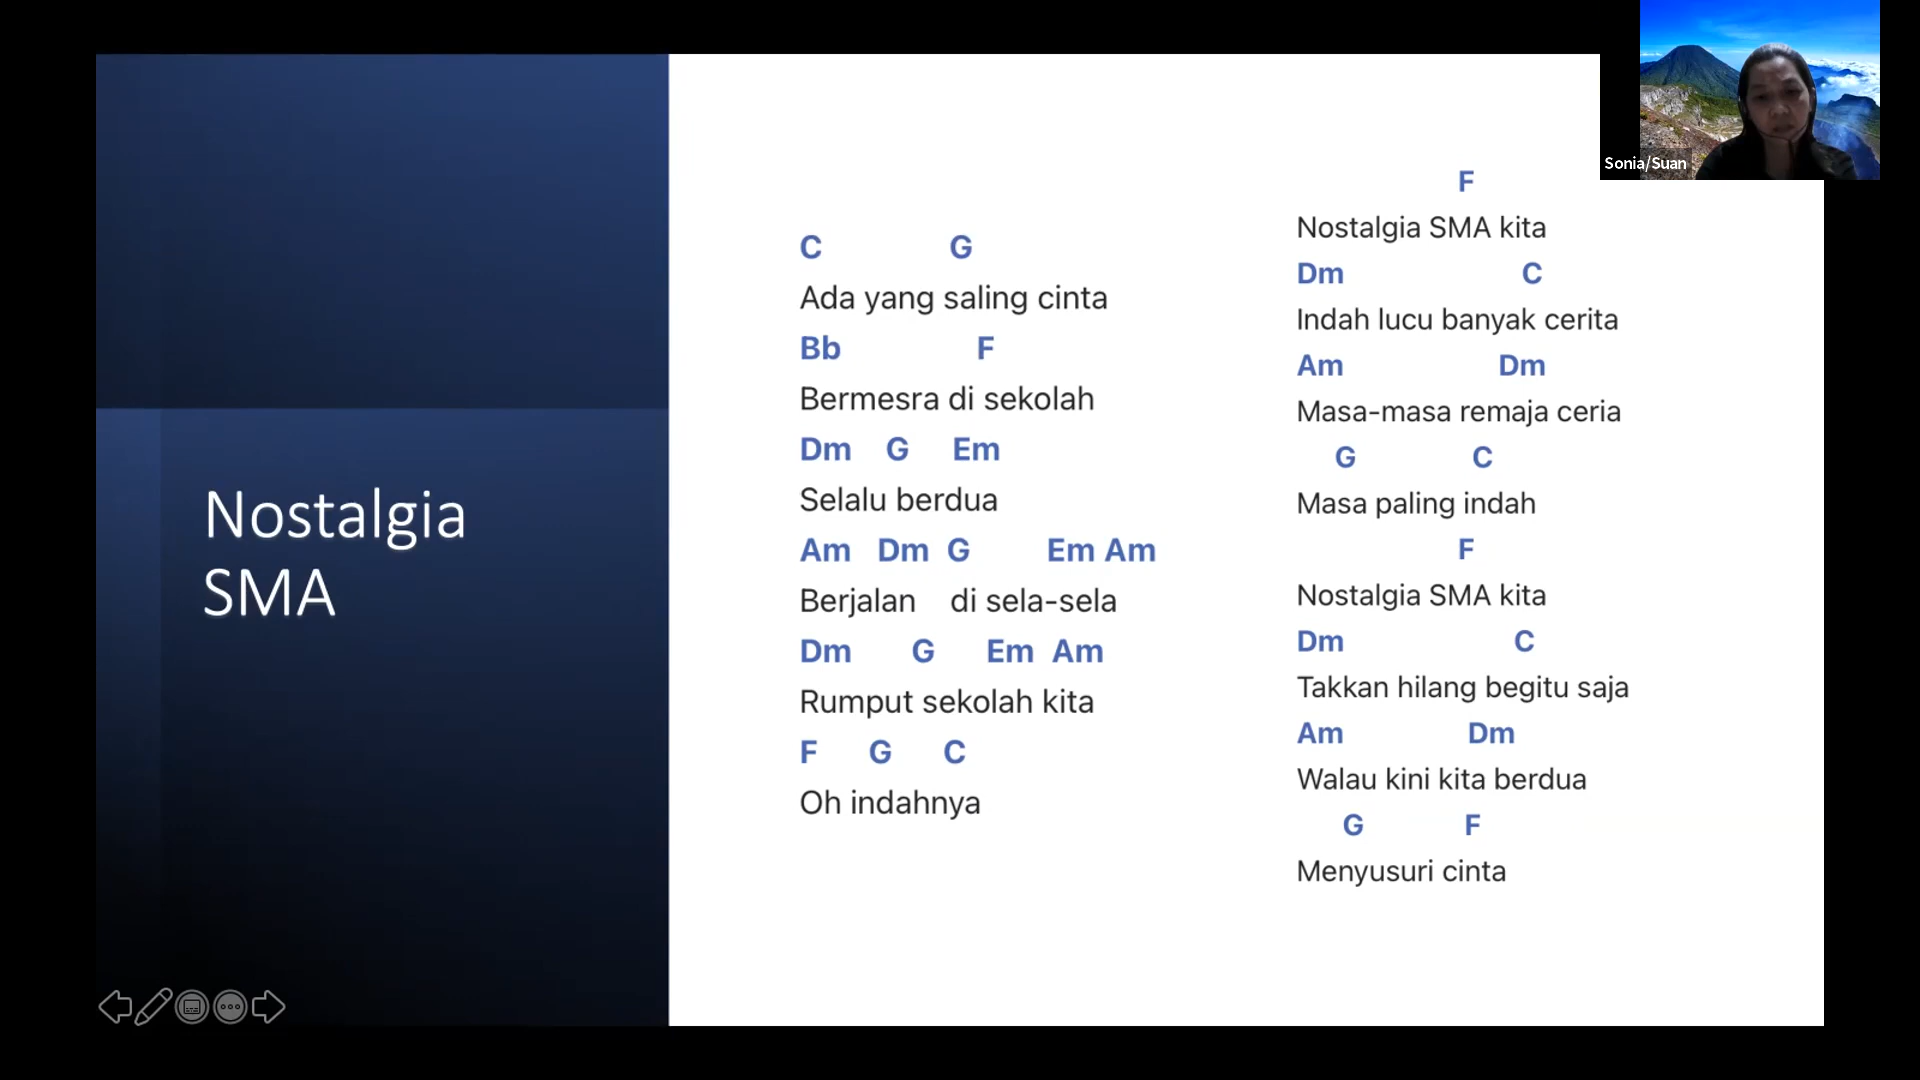 Sonia/Suan
Nostalgia
SMA
C G
Ada yang saling cinta
Bb F
Bermesra di sekolah
Dm G Em
Selalu berdua
Am Dm G Em Am
Berjalan di sela-sela
Dm G Em Am
Rumput sekolah kita
F G C
Oh indahnya
F
Nostalgia SMA kita
Dm C
Indah lucu banyak cerita
Am Dm
Masa-masa remaja ceria
G C
Masa paling indah
F
Nostalgia SMA kita
Dm C
Takkan hilang begitu saja
Am Dm
Walau kini kita berdua
G F
Menyusuri cinta